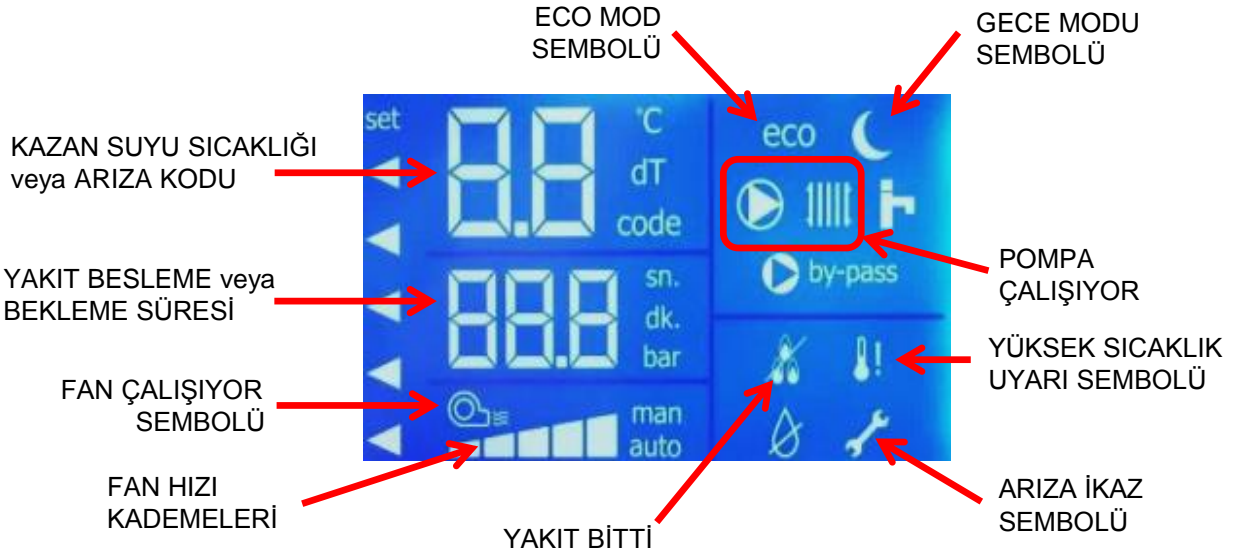 ECO MOD
SEMBOLÜ
GECE MODU
SEMBOLÜ
KAZAN SUYU SICAKLIĞI
veya ARIZA KODU
set
8.8
°C
dT
code
eco
by-pass
POMPA
ÇALIŞIYOR
YAKIT BESLEME veya
BEKLEME SÜRESİ
88.8
sn.
dk.
bar
YÜKSEK SICAKLIK
UYARI SEMBOLÜ
FAN ÇALIŞIYOR
SEMBOLÜ
man
auto
FAN HIZI
KADEMELERİ
YAKIT BİTTİ
ARIZA İKAZ
SEMBOLÜ